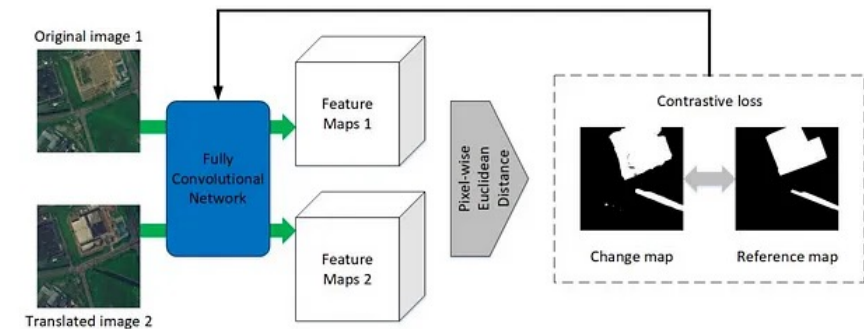 Original image 1
Translated image 2
Fully
Convolutional
Network
Feature
Maps 1
Feature
Maps 2
Pixel-wise
Euclidean
Distance
Contrastive loss
Change map
Reference map